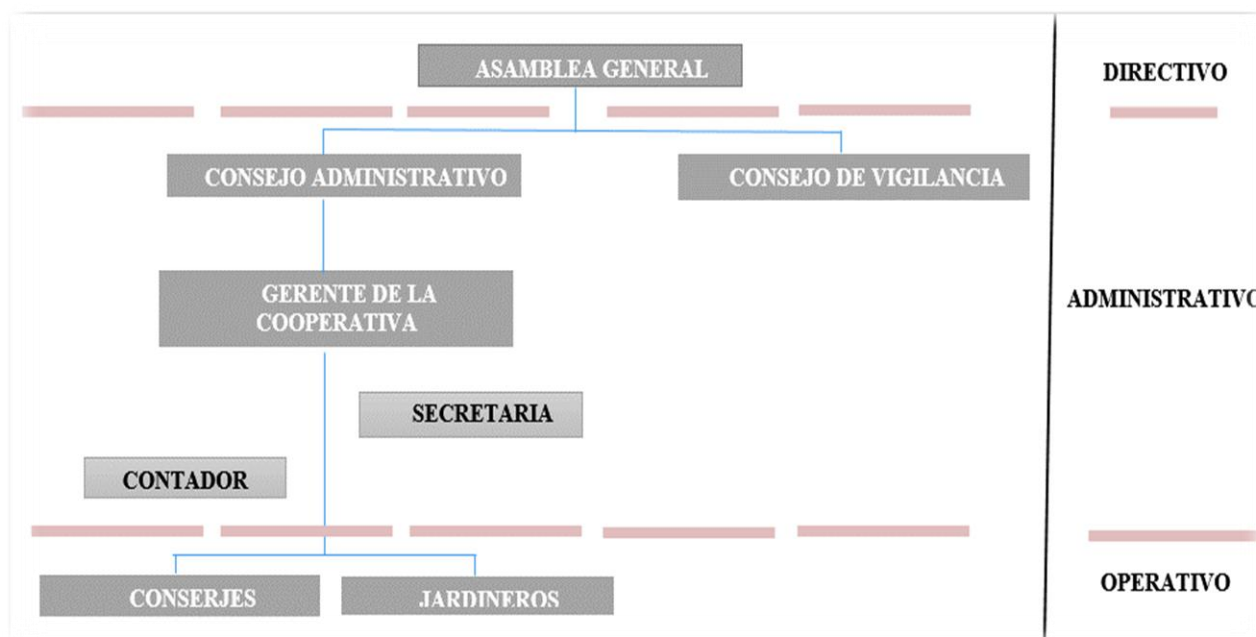 ASAMBLEA GENERAL
DIRECTIVO
CONSEJO ADMINISTRATIVO
CONSEJO DE VIGILANCIA
GERENTE DE LA
COOPERATIVA
ADMINISTRATIVO
SECRETARIA
CONTADOR
CONSERJES
JARDINEROS
OPERATIVO